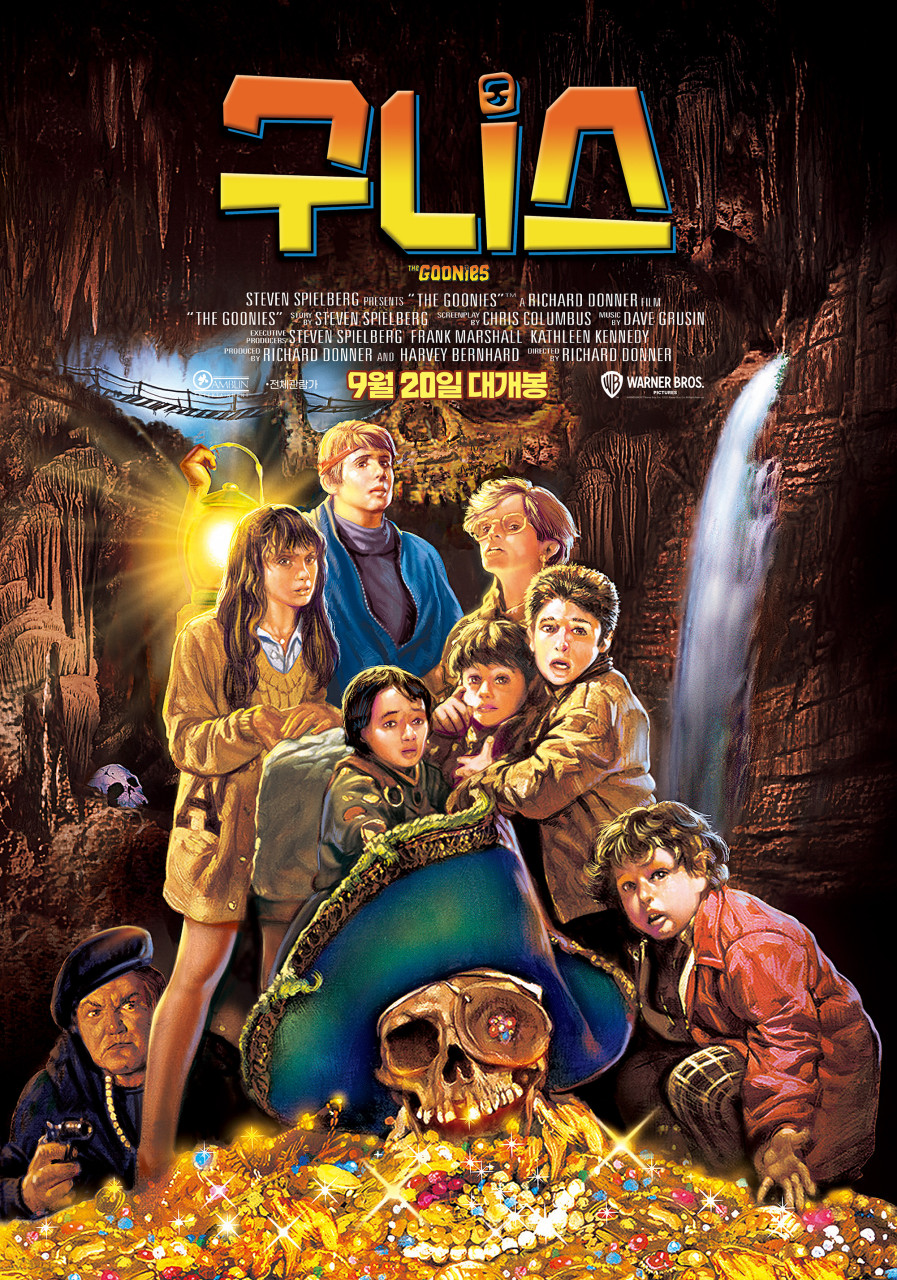 구니스
THE GOONIES
STEVEN SPIELBERG PRESENTS "THE GOONIES"™ A RICHARD DONNER FILM
"THE GOONIES" STORY BY STEVEN SPIELBERG SCREENPLAY BY CHRIS COLUMBUS MUSIC BY DAVE GRUSIN
EXECUTIVE PRODUCERS STEVEN SPIELBERG FRANK MARSHALL KATHLEEN KENNEDY
PRODUCED BY RICHARD DONNER AND HARVEY BERNHARD DIRECTED BY RICHARD DONNER
AMBLIN •전체관람가 9월 20일 대개봉 WB WARNER BROS.
PICTURES